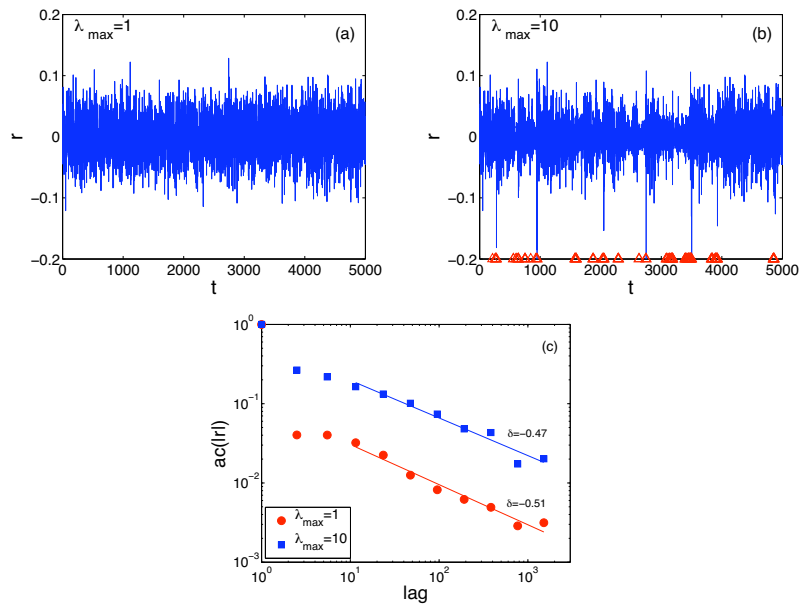 λ max=1
(a)
0.2
0.1
0
−0.1
−0.2
r
0
1000
2000
3000
4000
5000
t
λ max=10
(b)
0.2
0.1
0
−0.1
−0.2
r
0
1000
2000
3000
4000
5000
t
(c)
10^0
10^−1
10^−2
10^−3
ac(|r|)
δ=−0.47
δ=−0.51
λ max=1
λ max=10
10^0
10^1
10^2
10^3
lag